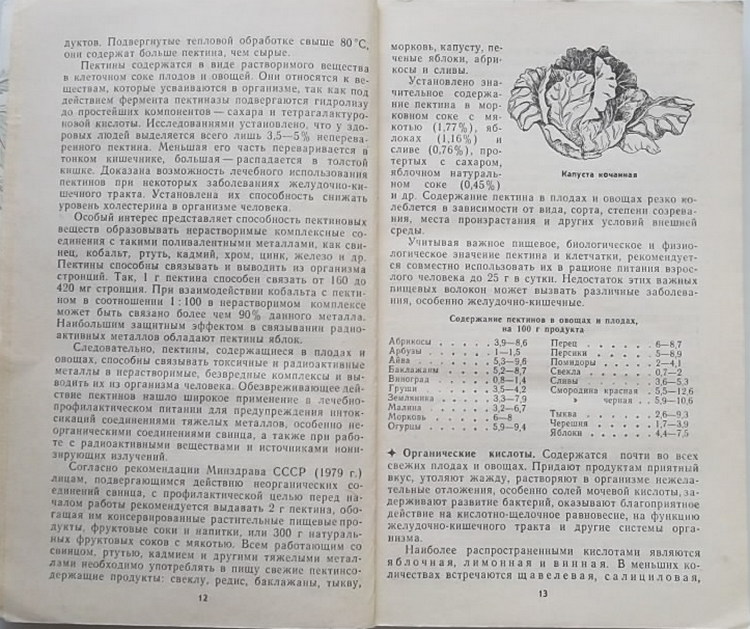 дуктов. Подвергнутые тепловой обработке свыше 80°С,
они содержат больше пектина, чем сырые.
Пектины содержатся в виде растворимого вещества
в клеточном соке плодов и овощей. Они относятся к ве-
ществам, которые усваиваются в организме, так как под
действием фермента пектиназы подвергаются гидролизу
до простейших компонентов — сахара и тетрагалактуро-
новой кислоты. Исследованиями установлено, что у здо-
ровых людей выделяется всего лишь 3,5—5% неперева-
ренного пектина. Меньшая его часть переваривается в
тонком кишечнике, большая — распадается в толстой
кишке. Доказана возможность лечебного использования
пектинов при некоторых заболеваниях желудочно-ки-
шечного тракта. Установлена их способность снижать
уровень холестерина в организме человека.
Особый интерес представляет способность пектиновых
веществ образовывать нерастворимые комплексные со-
единения с такими поливалентными металлами, как сви-
нец, кобальт, ртуть, кадмий, хром, цинк, железо и др.
Пектины способны связывать и выводить из организма
стронций. Так, 1 г пектина способен связать от 160 до
420 мг стронция. При взаимодействии кобальта с пекти-
ном в соотношении 1:100 в нерастворимом комплексе
может быть связано более чем 90% данного металла.
Наибольшим защитным эффектом в связывании радио-
активных металлов обладают пектины яблок.
Следовательно, пектины, содержащиеся в плодах и
овощах, способны связывать токсичные и радиоактивные
металлы в нерастворимые, безвредные комплексы и вы-
водить их из организма человека. Обезвреживающее дей-
ствие пектинов нашло широкое применение в лечебно-
профилактическом питании для предупреждения инток-
сикаций соединениями тяжелых металлов, особенно не-
органическими соединениями свинца, а также при рабо-
те с радиоактивными веществами и источниками иони-
зирующих излучений.
Согласно рекомендации Минздрава СССР (1979 г.)
лицам, подвергающимся действию неорганических со-
единений свинца, с профилактической целью перед на-
чалом работы рекомендуется выдавать 2 г пектина, обо-
гащая им консервированные растительные пищевые про-
дукты, фруктовые соки и напитки, или 300 г натураль-
ных фруктовых соков с мякотью. Всем работающим со
свинцом, ртутью, кадмием и другими тяжелыми метал-
лами необходимо употреблять в пищу свежие пектинсо-
держащие продукты: свеклу, редис, баклажаны, тыкву,
12
морковь, капусту, пе-
ченые яблоки, абри-
косы и сливы.
Установлено зна-
чительное содержа-
ние пектина в мор-
ковном соке с мя-
котью (1,77%), яб-
локах (1,16%) и
сливе (0,76%), про-
тертых с сахаром,
яблочном натураль-
ном соке (0,45%)
Капуста кочанная
и др. Содержание пектина в плодах и овощах резко ко-
леблется в зависимости от вида, сорта, степени созрева-
ния, места произрастания и других условий внешней
среды.
Учитывая важное пищевое, биологическое и физио-
логическое значение пектина и клетчатки, рекомендует-
ся совместно использовать их в рационе питания взрос-
лого человека до 25 г в сутки. Недостаток этих важных
пищевых волокон может вызвать различные заболева-
ния, особенно желудочно-кишечные.
Содержание пектинов в овощах и плодах,
на 100 г продукта
Абрикосы . . . . . 3,9—8,6
Арбузы . . . . . 1—1,5
Айва . . . . . 5,3—9,6
Баклажаны . . . . . 5,2—8,7
Виноград . . . . . 0,8—1,4
Груши . . . . . 3,5—4,2
Земляника . . . . . 3,3—7,9
Малина . . . . . 3,2—6,7
Морковь . . . . . 6—8
Огурцы . . . . . 5,9—9,4
Перец . . . . . 6—8,7
Персики . . . . . 5—8,9
Помидоры . . . . . 2—4,1
Свекла . . . . . 0,7—2
Сливы . . . . . 3,6—5,3
Смородина красная . 5,5—12,6
черная . . 5,9—10,6
Тыква . . . . . 2,6—9,3
Черешня . . . . . 1,7—3,9
Яблоки . . . . . 4,4—7,5
✦ Органические кислоты. Содержатся почти во всех
свежих плодах и овощах. Придают продуктам приятный
вкус, утоляют жажду, растворяют в организме нежела-
тельные отложения, особенно солей мочевой кислоты, за-
держивают развитие бактерий, оказывают благоприятное
действие на кислотно-щелочное равновесие, на функцию
желудочно-кишечного тракта и другие системы орга-
низма.
Наиболее распространенными кислотами являются
яблочная, лимонная и винная. В меньших ко-
личествах встречаются щавелевая, салициловая,
13